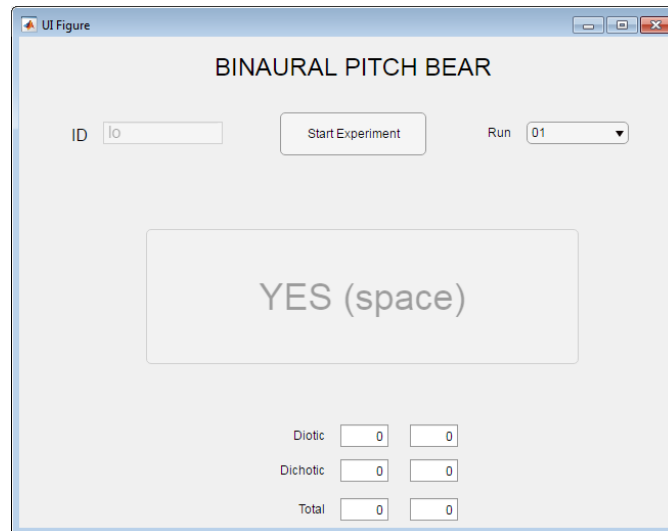 UI Figure
BINAURAL PITCH BEAR
ID lo Start Experiment Run 01
YES (space)
Diotic 0 0
Dichotic 0 0
Total 0 0